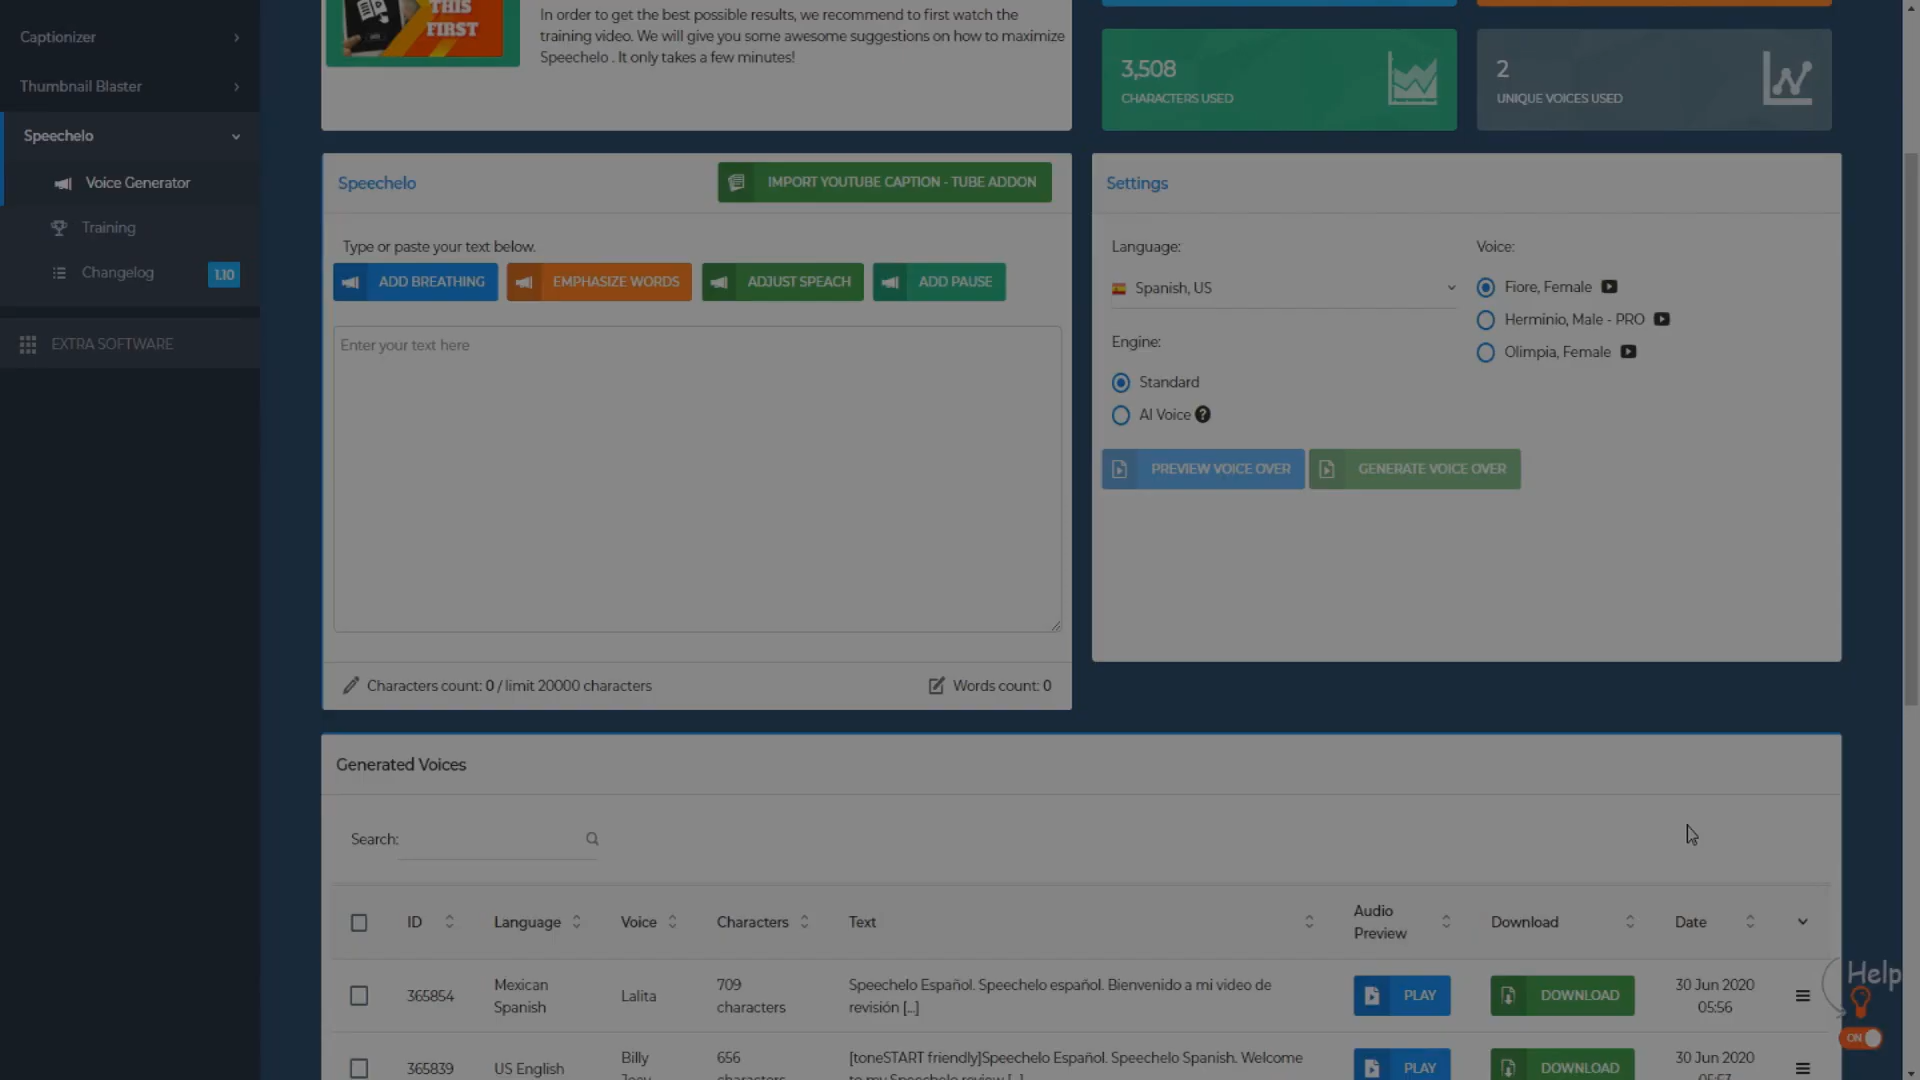 Captionizer
Thumbnail Blaster
Speechelo
Voice Generator
Training
Changelog
1.10
EXTRA SOFTWARE
THIS
FIRST
In order to get the best possible results, we recommend to first watch the
training video. We will give you some awesome suggestions on how to maximize
Speechelo . It only takes a few minutes!
3,508
CHARACTERS USED
2
UNIQUE VOICES USED
Speechelo
IMPORT YOUTUBE CAPTION - TUBE ADDON
Type or paste your text below.
ADD BREATHING
EMPHASIZE WORDS
ADJUST SPEACH
ADD PAUSE
Enter your text here
Characters count: 0 / limit 20000 characters
Words count: 0
Settings
Language:
Spanish, US
Engine:
Standard
AI Voice
Voice:
Fiore, Female
Herminio, Male - PRO
Olimpia, Female
PREVIEW VOICE OVER
GENERATE VOICE OVER
Generated Voices
Search:
ID
Language
Voice
Characters
Text
Audio
Preview
Download
Date
365854
Mexican
Spanish
Lalita
709
characters
Speechelo Español. Speechelo español. Bienvenido a mi video de
revisión [...]
PLAY
DOWNLOAD
30 Jun 2020
05:56
365839
US English
Billy
656
[toneSTART friendly]Speechelo Español. Speechelo Spanish. Welcome
to my Speechelo review [...]
PLAY
DOWNLOAD
30 Jun 2020
Help
ON